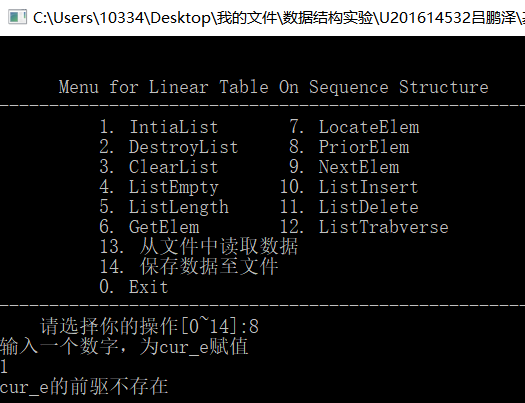 C:\Users\10334\Desktop\我的文件\数据结构实验\U201614532吕鹏泽\
Menu for Linear Table On Sequence Structure
1. IntiaList 7. LocateElem
2. DestroyList 8. PriorElem
3. ClearList 9. NextElem
4. ListEmpty 10. ListInsert
5. ListLength 11. ListDelete
6. GetElem 12. ListTrabverse
13. 从文件中读取数据
14. 保存数据至文件
0. Exit
请选择你的操作[0~14]:8
输入一个数字，为cur_e赋值
1
cur_e的前驱不存在